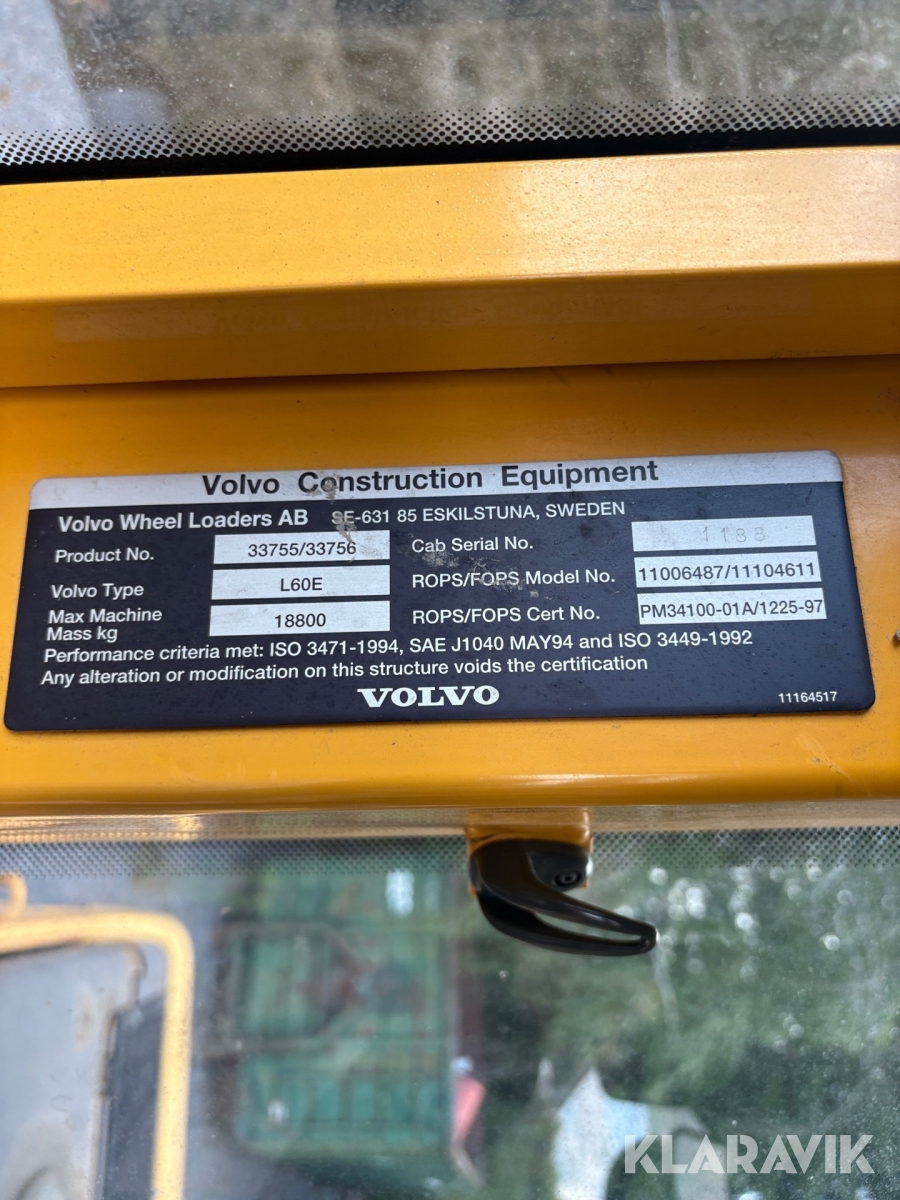 Volvo Construction Equipment
Volvo Wheel Loaders AB SE-631 85 ESKILSTUNA, SWEDEN
Product No. 33755/33756 Cab Serial No. 1188
Volvo Type L60E ROPS/FOPS Model No. 11006487/11104611
Max Machine
Mass kg 18800 ROPS/FOPS Cert No. PM34100-01A/1225-97
Performance criteria met: ISO 3471-1994, SAE J1040 MAY94 and ISO 3449-1992
Any alteration or modification on this structure voids the certification
VOLVO
11164517
KLARAVIK